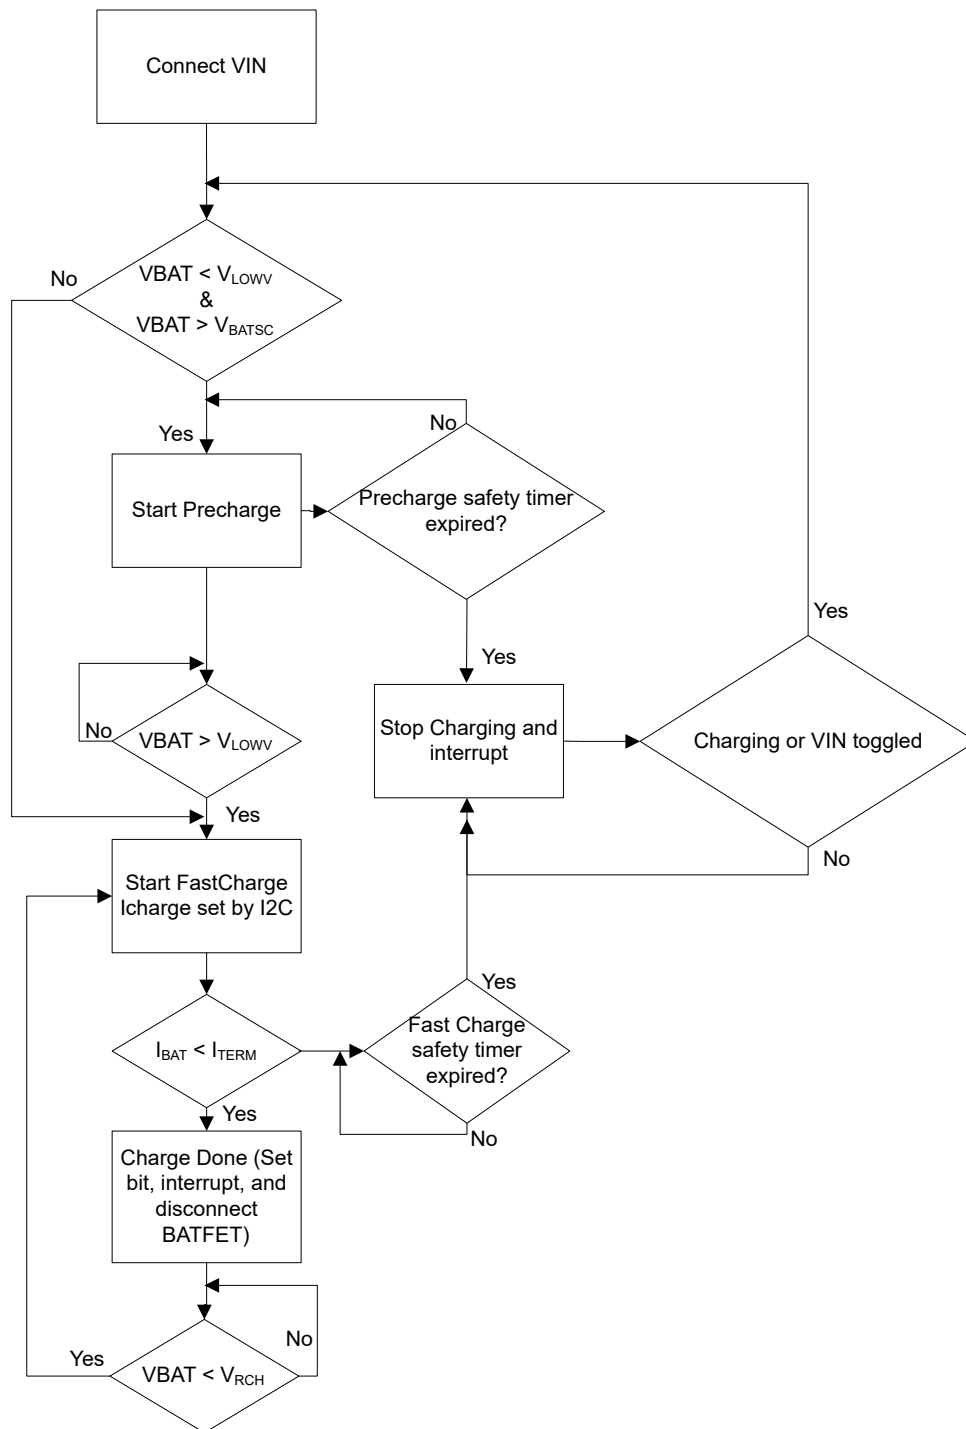 Connect VIN
No
VBAT < VLOWV
&
VBAT > VBATSC
Yes
No
Start Precharge
Precharge safety timer
expired?
Yes
Yes
No
VBAT > VLOWV
Stop Charging and
interrupt
Charging or VIN toggled
Yes
No
Start FastCharge
Icharge set by I2C
Yes
IBAT < ITERM
Fast Charge
safety timer
expired?
Yes
No
Charge Done (Set
bit, interrupt, and
disconnect
BATFET)
No
Yes
VBAT < VRCH